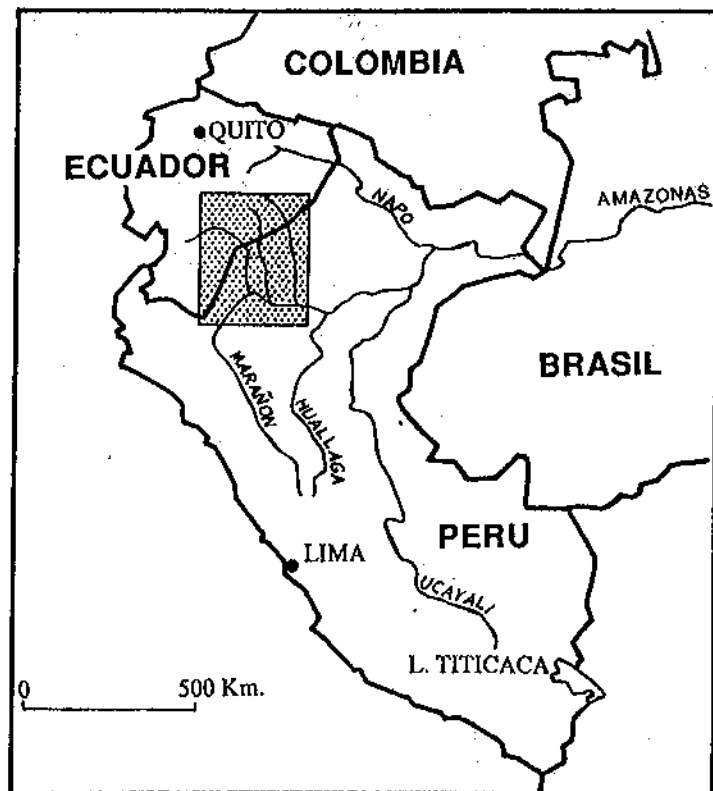 COLOMBIA
QUITO
ECUADOR
NAPO
AMAZONAS
BRASIL
MARAÑON
HUALLAGA
PERU
LIMA
UCAYALI
L. TITICACA
0 500 Km.